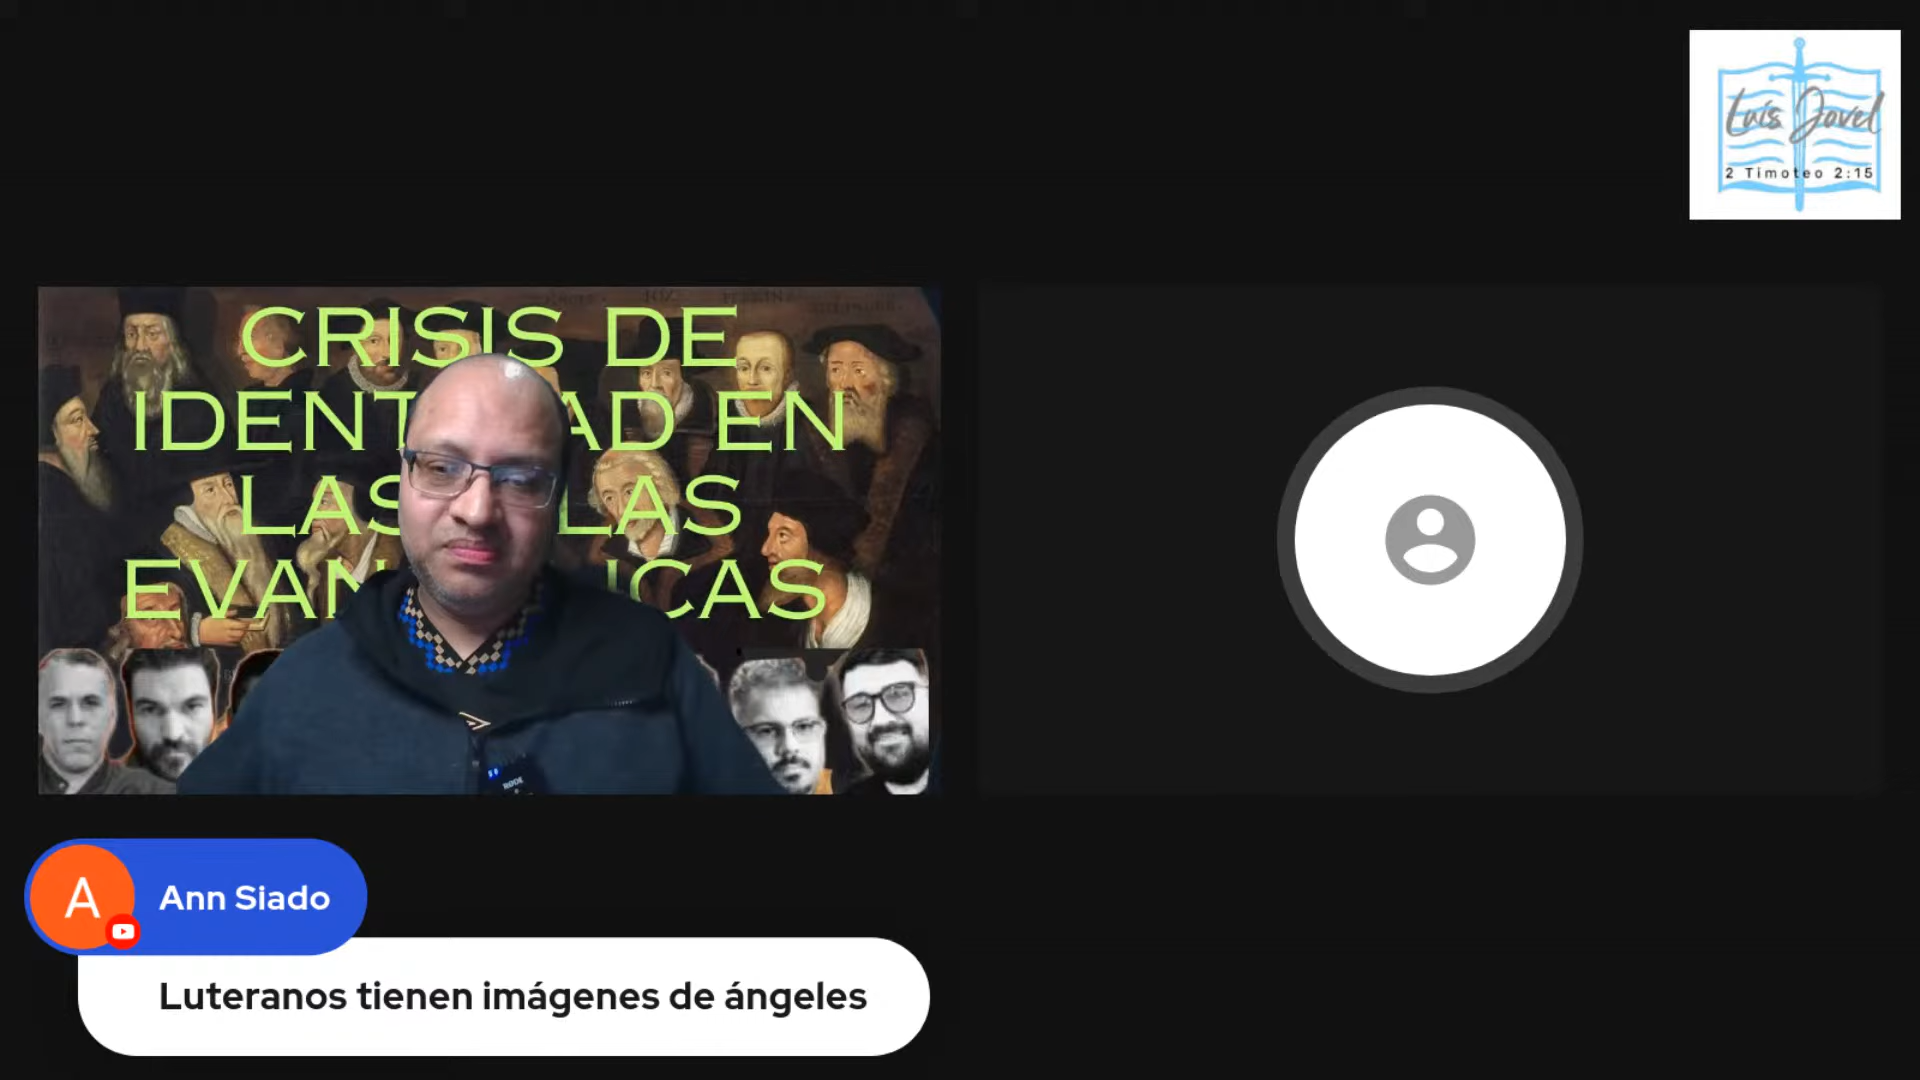 Luis Jovel
2 Timoteo 2:15
CRISIS DE
IDENT AD EN
LAS LAS
EVAN ICAS
A
Ann Siado
Luteranos tienen imágenes de ángeles